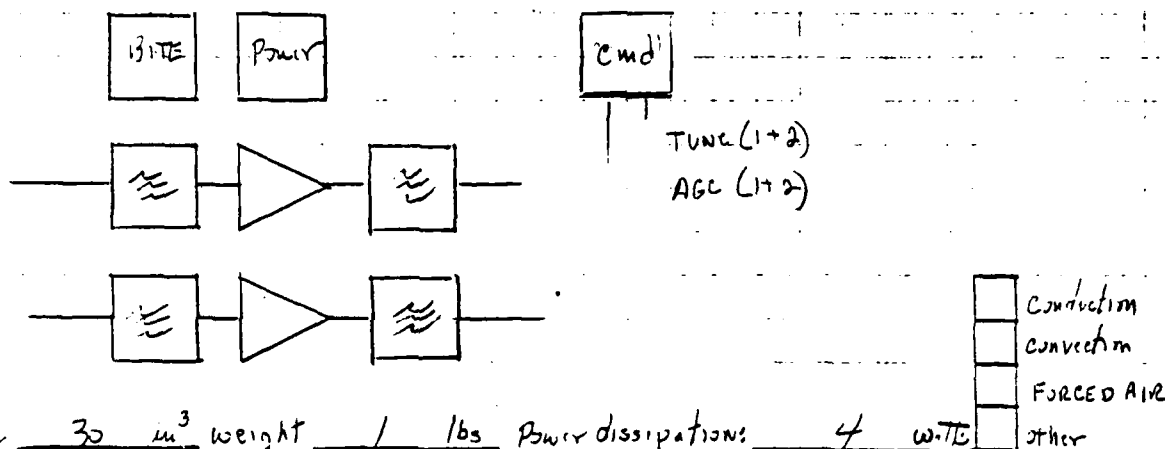 BITE Power cmd
TUNE (1+2)
AGC (1+2)
Conduction
Convection
FORCED AIR
30 in³ weight 1 lbs Power dissipation: 4 watts other